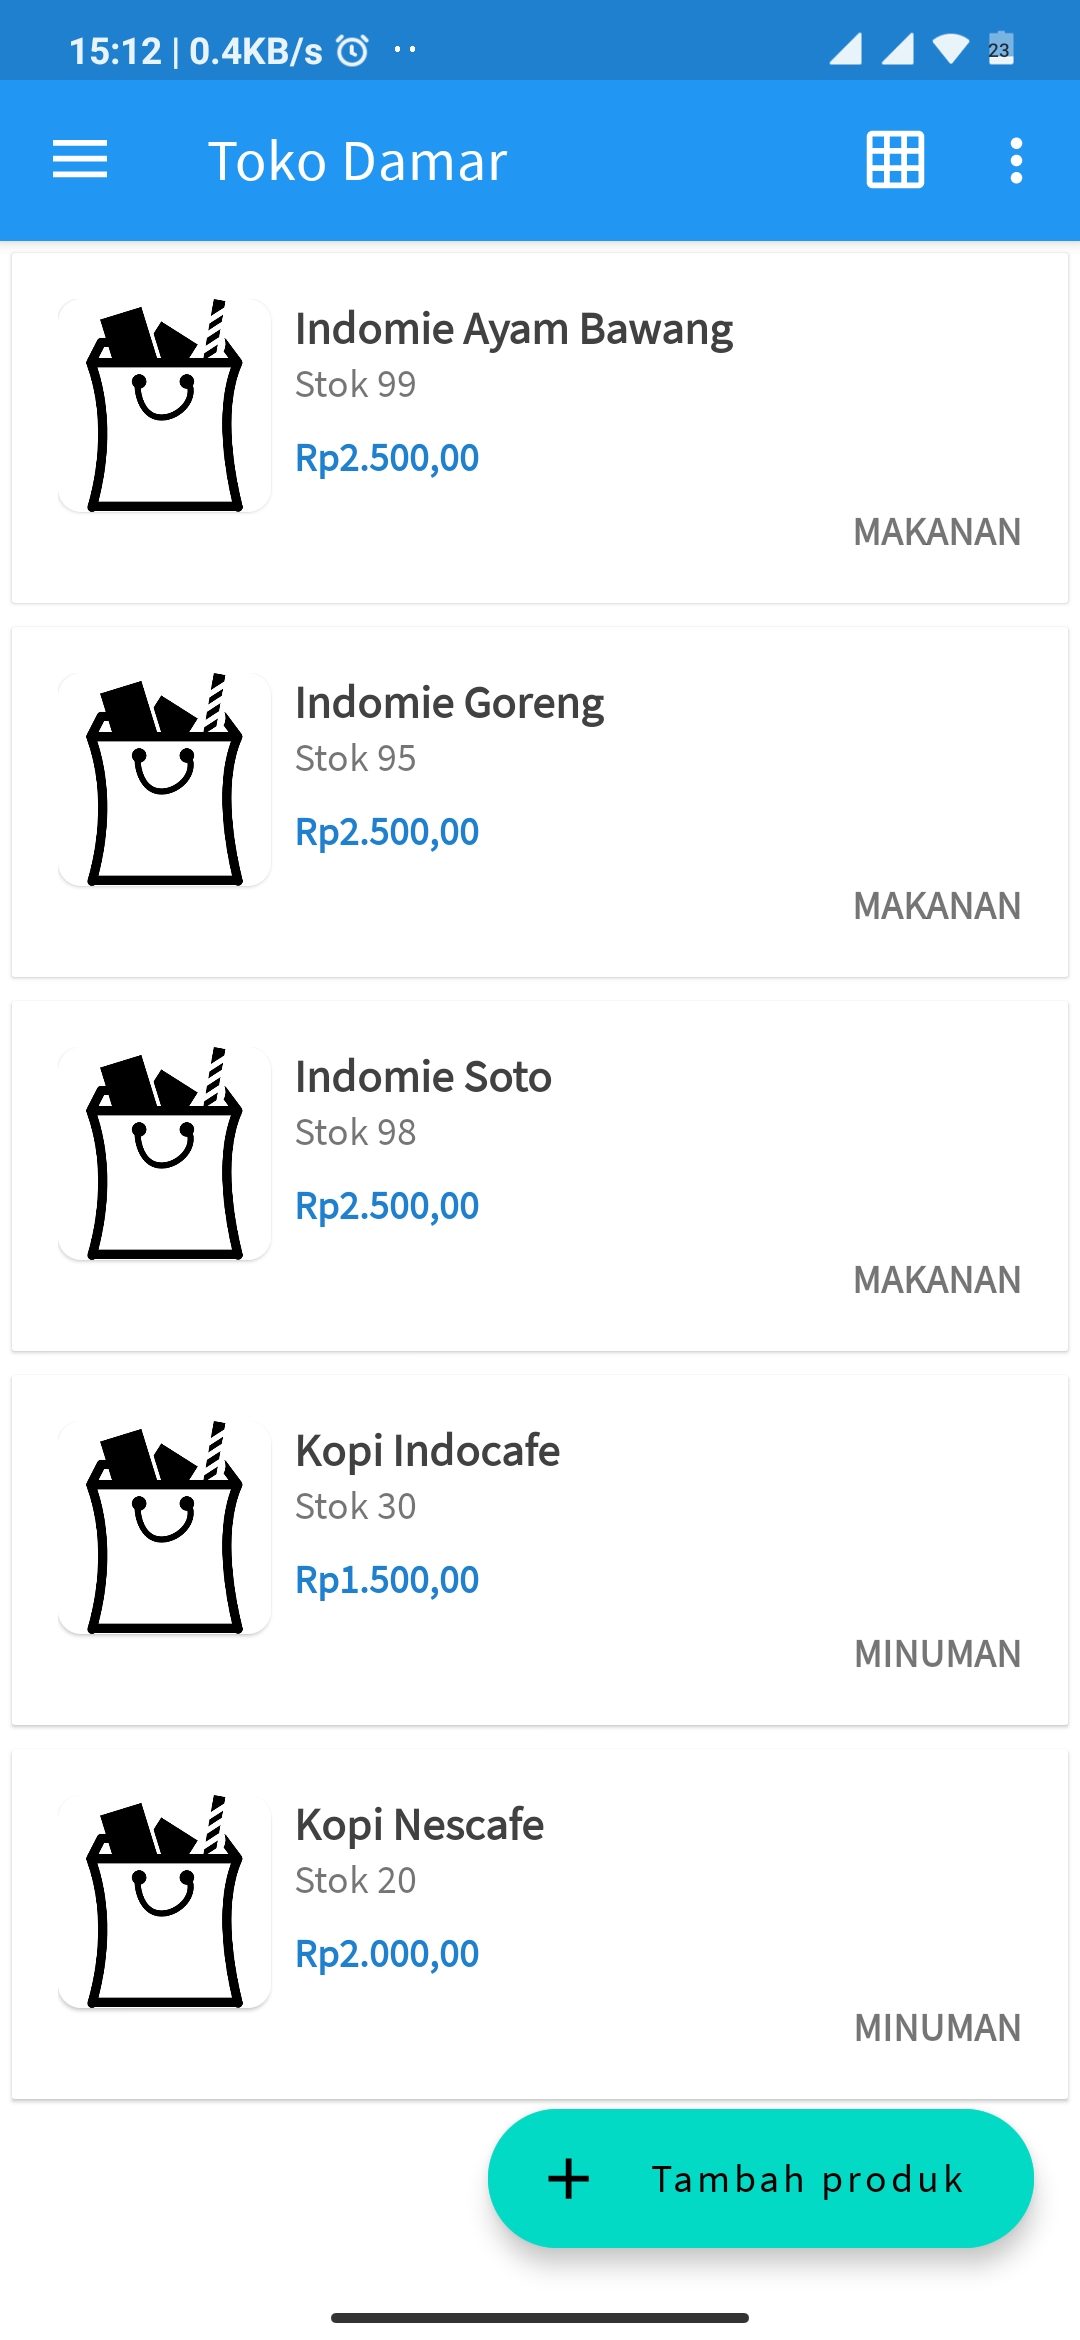 15:12 | 0.4KB/s
23
Toko Damar
Indomie Ayam Bawang
Stok 99
Rp2.500,00
MAKANAN
Indomie Goreng
Stok 95
Rp2.500,00
MAKANAN
Indomie Soto
Stok 98
Rp2.500,00
MAKANAN
Kopi Indocafe
Stok 30
Rp1.500,00
MINUMAN
Kopi Nescafe
Stok 20
Rp2.000,00
MINUMAN
Tambah produk